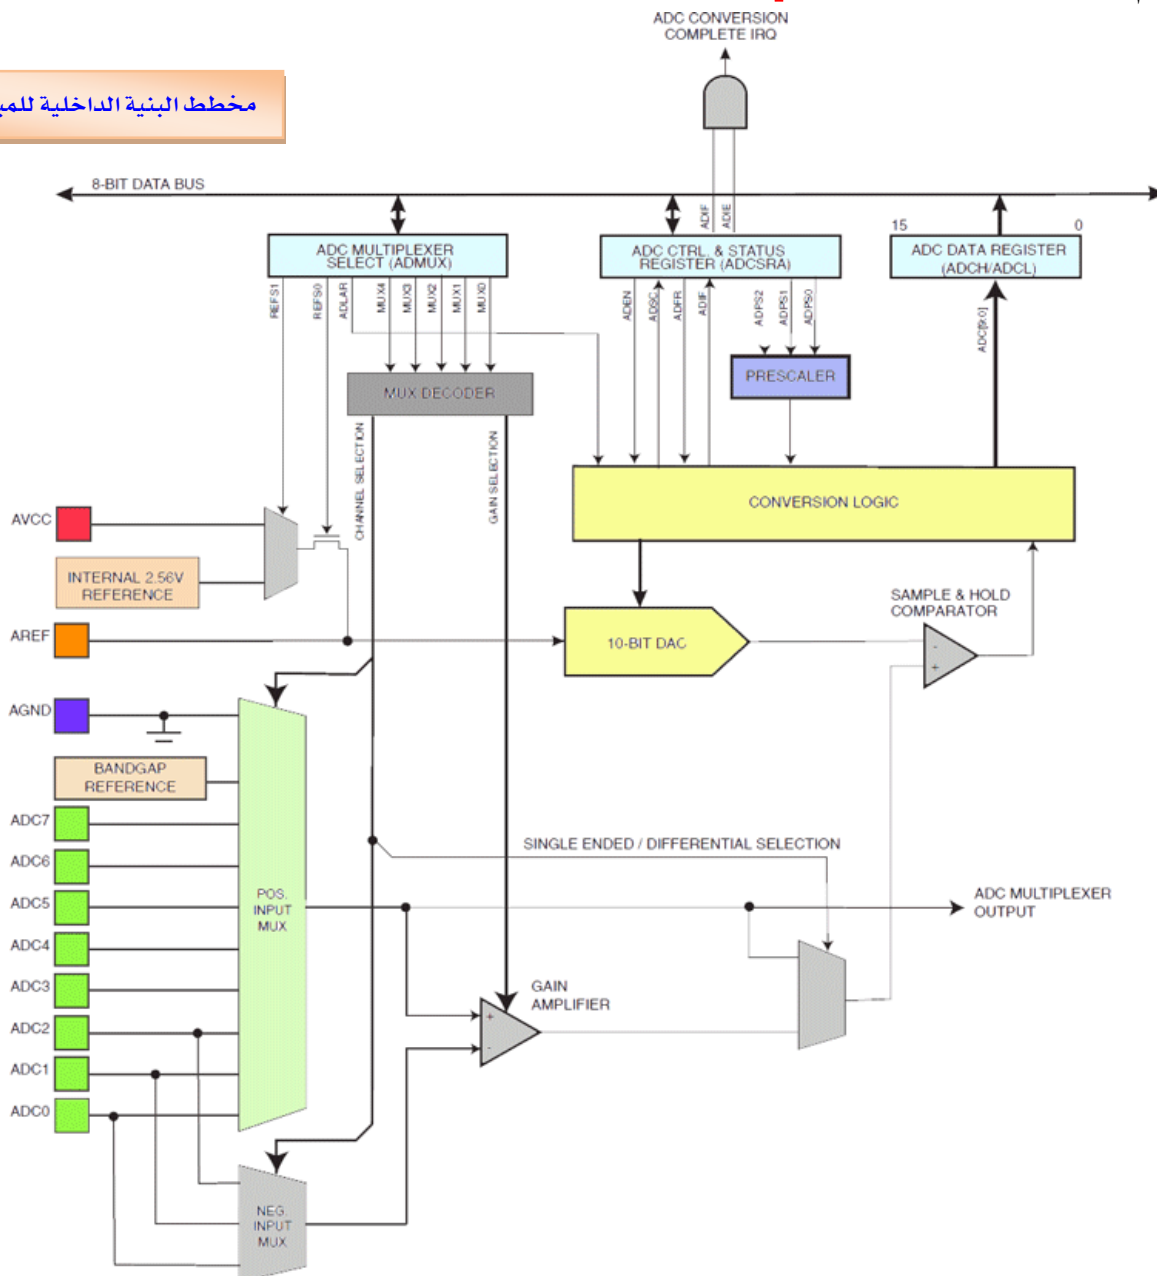 ADC CONVERSION
COMPLETE IRQ
مخطط البنية الداخلية
8-BIT DATA BUS
ADIF
ADIE
15
0
ADC MULTIPLEXER
SELECT (ADMUX)
ADC CTRL. & STATUS
REGISTER (ADCSRA)
ADC DATA REGISTER
(ADCH/ADCL)
REFS1
REFS0
ADLAR
MUX4
MUX3
MUX2
MUX1
MUX0
ADEN
ADSC
ADFR
ADIF
ADPS2
ADPS1
ADPS0
ADC[9:0]
MUX DECODER
PRESCALER
CHANNEL SELECTION
GAIN SELECTION
CONVERSION LOGIC
AVCC
INTERNAL 2.56V
REFERENCE
SAMPLE & HOLD
COMPARATOR
AREF
10-BIT DAC
-
+
AGND
BANDGAP
REFERENCE
ADC7
SINGLE ENDED / DIFFERENTIAL SELECTION
ADC6
ADC5
POS.
INPUT
MUX
ADC MULTIPLEXER
OUTPUT
ADC4
ADC3
GAIN
AMPLIFIER
+
-
ADC2
ADC1
ADC0
NEG.
INPUT
MUX